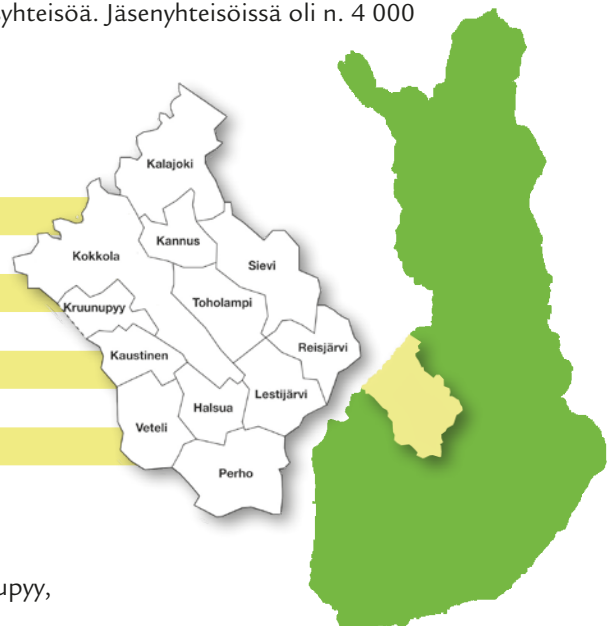 yhteisöä. Jäsenyhteisöissä oli n. 4 000
Kalajoki
Kannus
Kokkola
Sievi
Toholampi
Kruunupyy
Reisjärvi
Kaustinen
Lestijärvi
Halsua
Veteli
Perho
upyy,